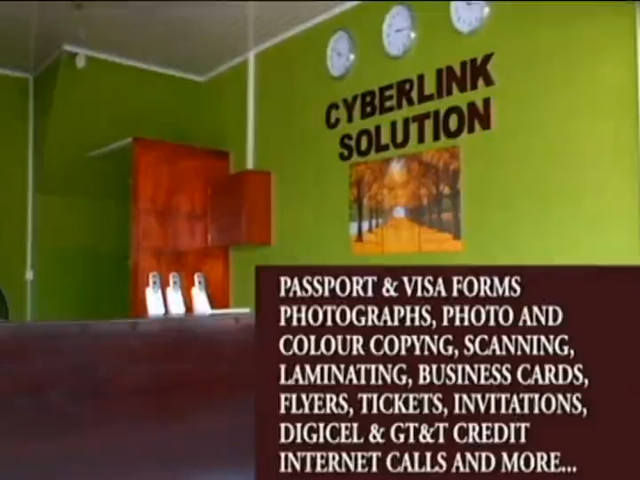 CYBERLINK
SOLUTION
PASSPORT & VISA FORMS
PHOTOGRAPHS, PHOTO AND
COLOUR COPYNG, SCANNING,
LAMINATING, BUSINESS CARDS,
FLYERS, TICKETS, INVITATIONS,
DIGICEL & GT&T CREDIT
INTERNET CALLS AND MORE...